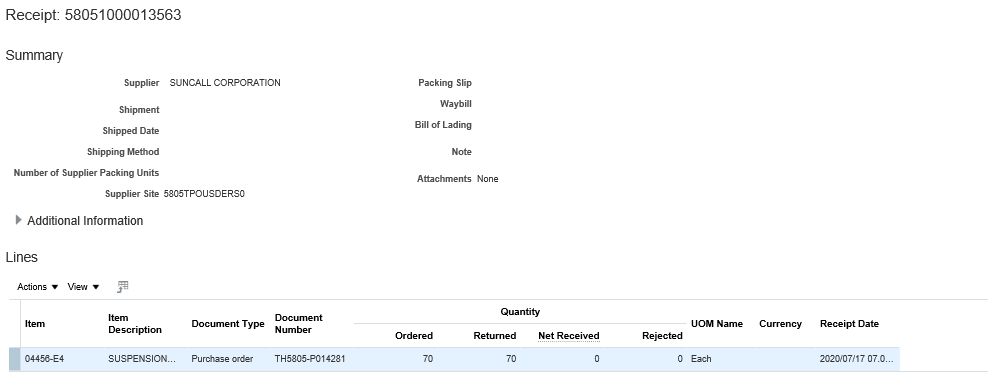 Receipt: 58051000013563
Summary
Supplier SUNCALL CORPORATION Packing Slip
Shipment Waybill
Shipped Date Bill of Lading
Shipping Method Note
Number of Supplier Packing Units Attachments None
Supplier Site 5805TPOUSDERS0
Additional Information
Lines
Actions View
Item Item Description Document Type Document Number Quantity UOM Name Currency Receipt Date
Ordered Returned Net Received Rejected
04456-E4 SUSPENSION... Purchase order TH5805-P014281 70 70 0 0 Each 2020/07/17 07.0...